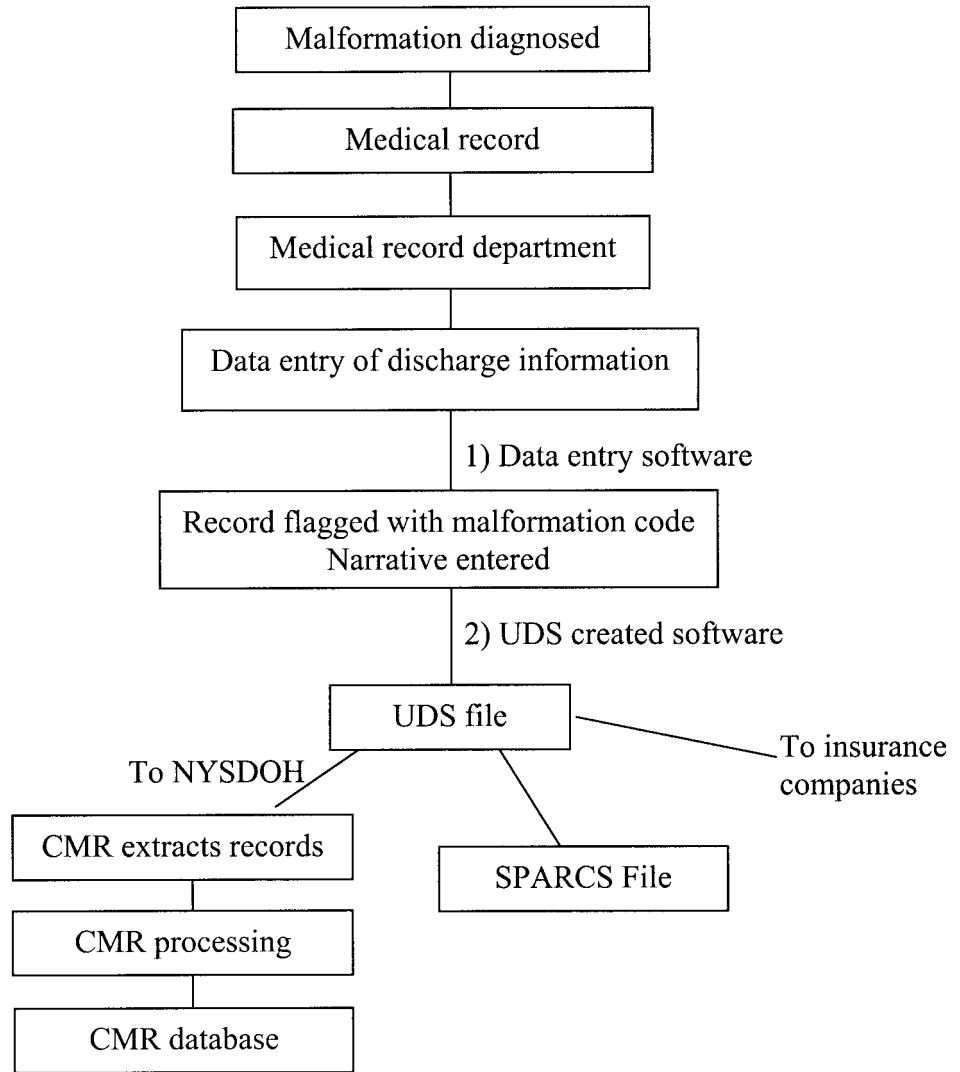 Malformation diagnosed
Medical record
Medical record department
Data entry of discharge information
1) Data entry software
Record flagged with malformation code
Narrative entered
2) UDS created software
UDS file
To insurance
companies
To NYSDOH
CMR extracts records
SPARCS File
CMR processing
CMR database